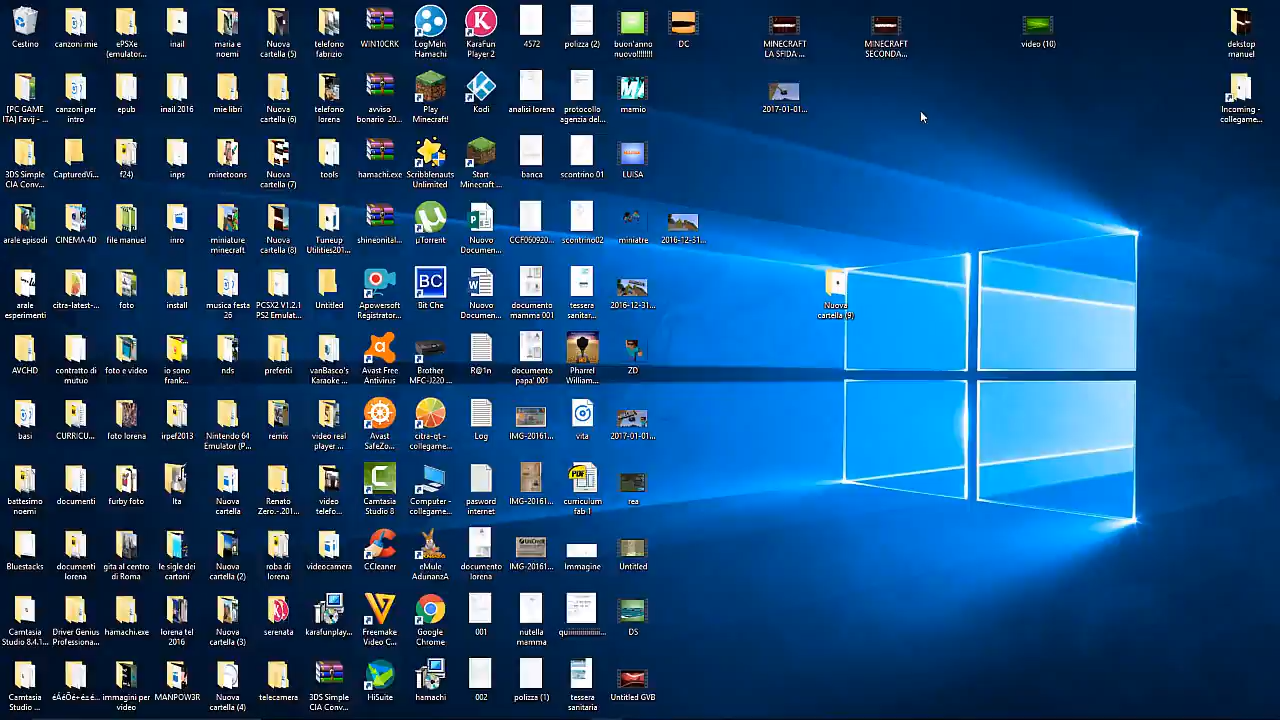 Cestino
canzoni mie
ePSXe
(emulator...
inail
maria e
noemi
Nuova
cartella (5)
telefono
fabrizio
WIN10CRK
LogMeIn
Hamachi
KaraFun
Player 2
4572
polizza (2)
buon'anno
nuovo!!!!!!!!
DC
MINECRAFT
LA SFIDA ...
MINECRAFT
SECONDA...
video (10)
dekstop
manuel
[PC GAME
ITA] Favij - ...
canzoni per
intro
epub
inail 2016
mie libri
Nuova
cartella (6)
telefono
lorena
avviso
bonario 20...
Play
Minecraft!
Kodi
analisi lorena
protocollo
agenzia del...
mamio
2017-01-01...
Incoming -
collegame...
3DS Simple
CIA Conv...
CapturedVi...
f24)
inps
minetoons
Nuova
cartella (7)
tools
hamachi.exe
Scribblenauts
Unlimited
Start
Minecraft ...
banca
scontrino 01
LUISA
arale episodi
CINEMA 4D
file manuel
inro
miniature
minecraft
Nuova
cartella (8)
Tuneup
Utilities201...
shineonital...
µTorrent
Nuovo
Documen...
CCF060920...
scontrino02
miniatre
2016-12-31...
arale
esperimenti
citra-latest-...
foto
install
musica festa
26
PCSX2 V1.2.1
PS2 Emulat...
Untitled
Apowersoft
Registrator...
Bit Che
Nuovo
Documen...
documento
mamma 001
tessera
sanitar...
2016-12-31...
Nuova
cartella (9)
AVCHD
contratto di
mutuo
foto e video
io sono
frank...
nds
preferiti
vanBasco's
Karaoke ...
Avast Free
Antivirus
Brother
MFC-J220 ...
R@1n
documento
papa' 001
Pharrel
William...
ZD
basi
CURRICU...
foto lorena
irpef2013
Nintendo 64
Emulator (P...
remix
video real
player ...
Avast
SafeZo...
citra-qt -
collegame...
Log
IMG-20161...
vita
2017-01-01...
battesimo
noemi
documenti
furby foto
Ita
Nuova
cartella
Renato
Zero.-.201...
video
telefo...
Camtasia
Studio 8
Computer -
collegame...
pasword
internet
IMG-20161...
curriculum
fab-1
rea
Bluestacks
documenti
lorena
gita al centro
di Roma
le sigle dei
cartoni
Nuova
cartella (2)
roba di
lorena
videocamera
CCleaner
eMule
AdunanzA
documento
lorena
IMG-20161...
Immagine
Untitled
Camtasia
Studio 8.4.1...
Driver Genius
Professiona...
hamachi.exe
lorena tel
2016
Nuova
cartella (3)
serenata
karafunplay...
Freemake
Video C...
Google
Chrome
001
nutella
mamma
DS
Camtasia
Studio ...
immagini per
video
MANPOW3R
Nuova
cartella (4)
telecamera
3DS Simple
CIA Conv...
HiSuite
hamachi
002
polizza (1)
tessera
sanitaria
Untitled GVB